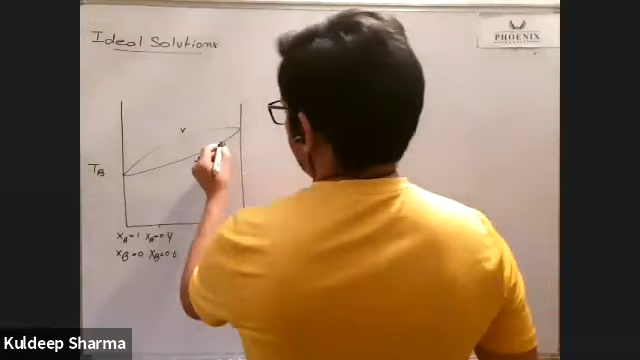 Ideal Solutions
PHOENIX
v
T_B
X_A=1 X_A=0.4
X_B=0 X_B=0.6
Kuldeep Sharma